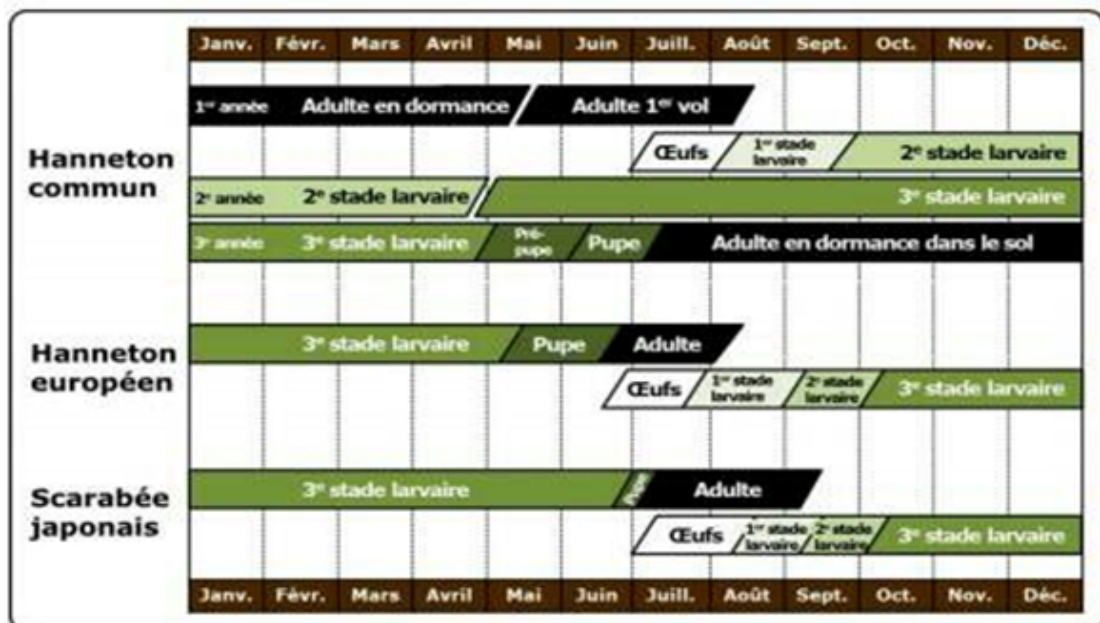 Janv. Févr. Mars Avril Mai Juin Juill. Août Sept. Oct. Nov. Déc.
Hanneton
commun
1re année Adulte en dormance Adulte 1er vol
Œufs 1er stade
larvaire 2e stade larvaire
2e année 2e stade larvaire 3e stade larvaire
3e année 3e stade larvaire Pré-
pupe Pupe Adulte en dormance dans le sol
Hanneton
européen
3e stade larvaire Pupe Adulte
Œufs 1er stade
larvaire 2e stade
larvaire 3e stade larvaire
Scarabée
japonais
3e stade larvaire Pupe Adulte
Œufs 1er stade
larvaire 2e stade
larvaire 3e stade larvaire
Janv. Févr. Mars Avril Mai Juin Juill. Août Sept. Oct. Nov. Déc.